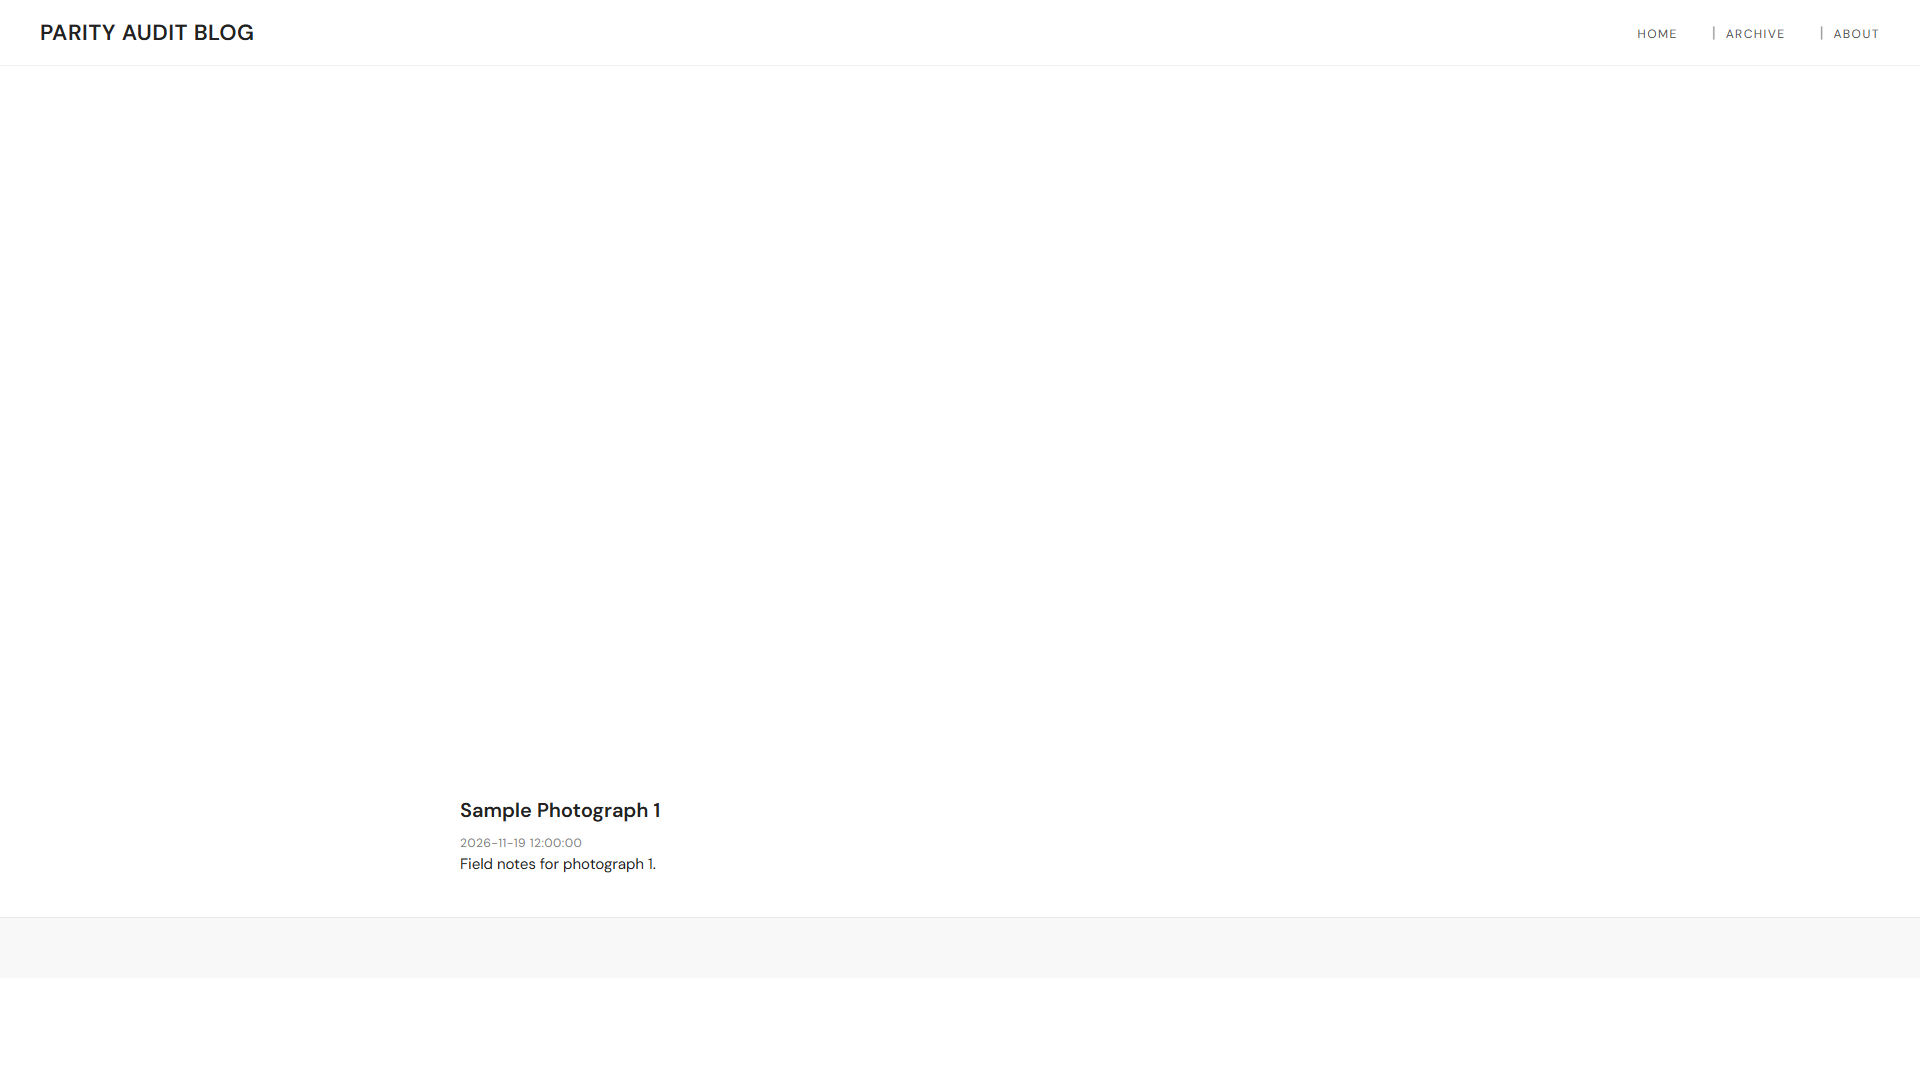 PARITY AUDIT BLOG
HOME | ARCHIVE | ABOUT
Sample Photograph 1
2026-11-19 12:00:00
Field notes for photograph 1.